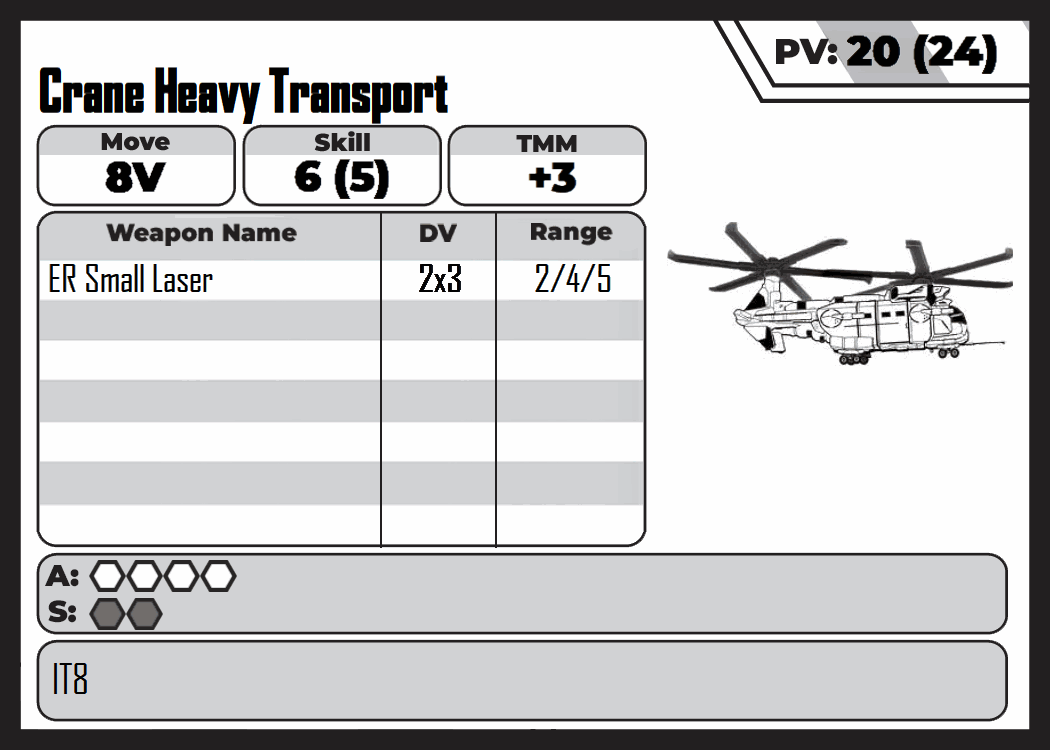 PV: 20 (24)
Crane Heavy Transport
Move Skill TMM
8V 6 (5) +3
Weapon Name DV Range
ER Small Laser 2x3 2/4/5
A:
S:
IT8